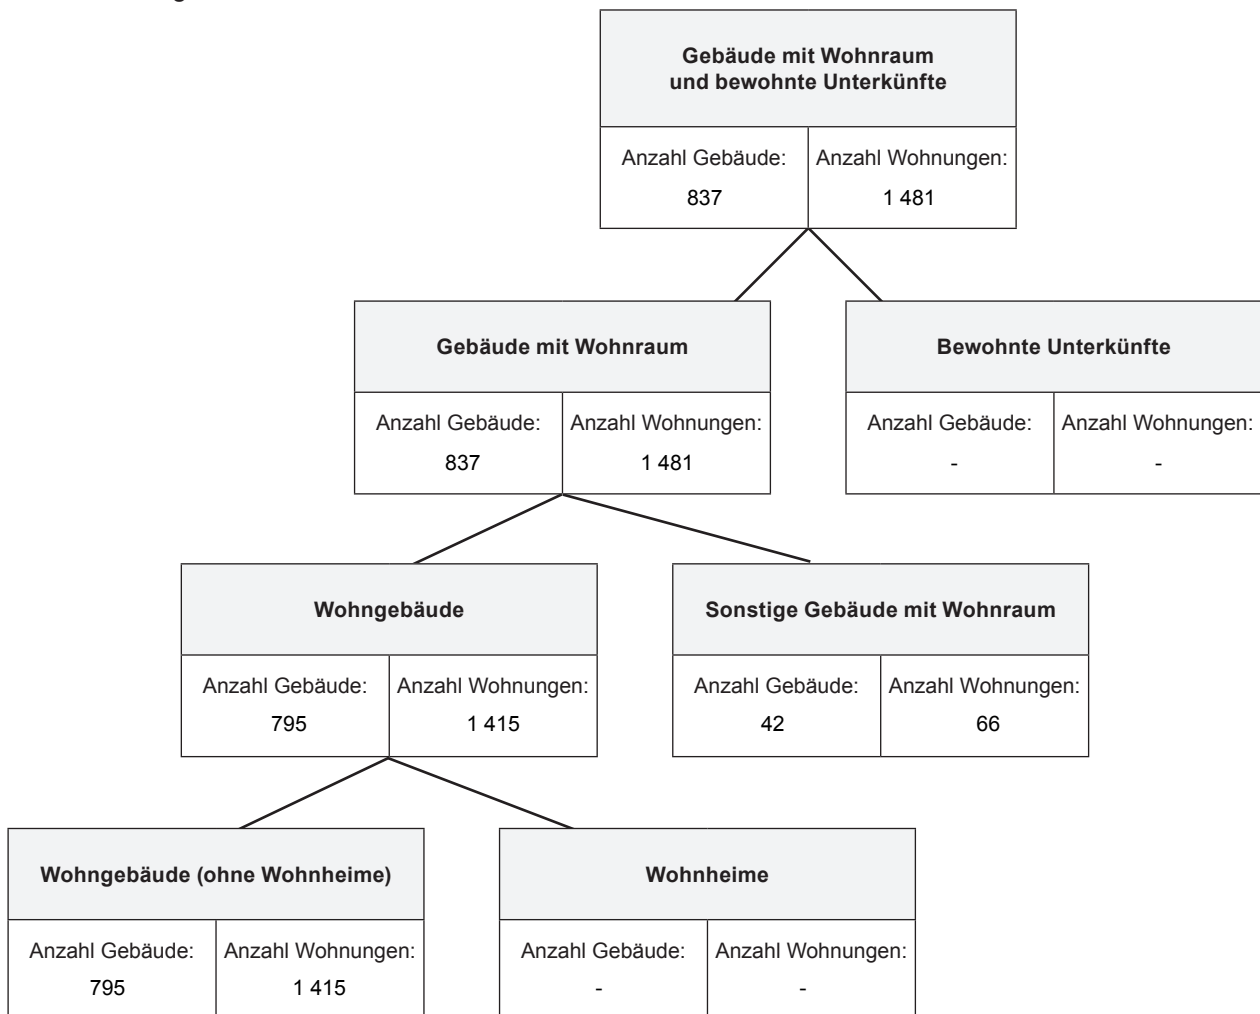 Gebäude mit Wohnraum
und bewohnte Unterkünfte
Anzahl Gebäude: Anzahl Wohnungen:
837 1 481
Gebäude mit Wohnraum Bewohnte Unterkünfte
Anzahl Gebäude: Anzahl Wohnungen: Anzahl Gebäude: Anzahl Wohnungen:
837 1 481 - -
Wohngebäude Sonstige Gebäude mit Wohnraum
Anzahl Gebäude: Anzahl Wohnungen: Anzahl Gebäude: Anzahl Wohnungen:
795 1 415 42 66
Wohngebäude (ohne Wohnheime) Wohnheime
Anzahl Gebäude: Anzahl Wohnungen: Anzahl Gebäude: Anzahl Wohnungen:
795 1 415 - -